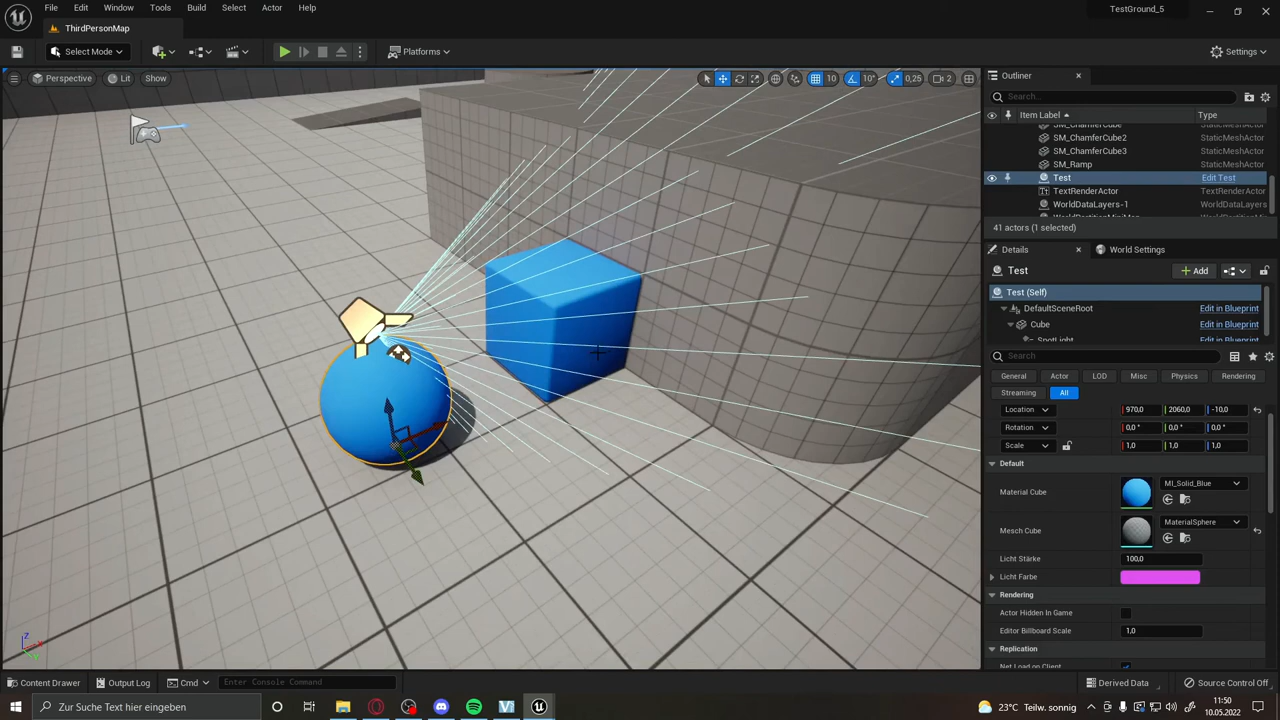 File Edit Window Tools Build Select Actor Help
TestGround_5
ThirdPersonMap
Select Mode
Platforms
Settings
Perspective Lit Show
10 10° 0,25 2
Outliner
Search...
Item Label Type
SM_ChamferCube StaticMeshActor
SM_ChamferCube2 StaticMeshActor
SM_ChamferCube3 StaticMeshActor
SM_Ramp StaticMeshActor
Test Edit Test
TextRenderActor TextRenderActor
WorldDataLayers-1 WorldDataLayers
41 actors (1 selected)
Details World Settings
Test
Add
Test (Self)
DefaultSceneRoot Edit in Blueprint
Cube Edit in Blueprint
SpotLight Edit in Blueprint
Search
General Actor LOD Misc Physics Rendering
Streaming All
Location 970,0 2060,0 -10,0
Rotation 0,0 ° 0,0 ° 0,0 °
Scale 1,0 1,0 1,0
Default
Material Cube MI_Solid_Blue
Mesch Cube MaterialSphere
Licht Stärke 100,0
Licht Farbe
Rendering
Actor Hidden In Game
Editor Billboard Scale 1,0
Replication
Net Load on Client
Z X Y
Content Drawer Output Log Cmd Enter Console Command
Derived Data Source Control Off
Zur Suche Text hier eingeben
23°C Teilw. sonnig
11:50
10.05.2022